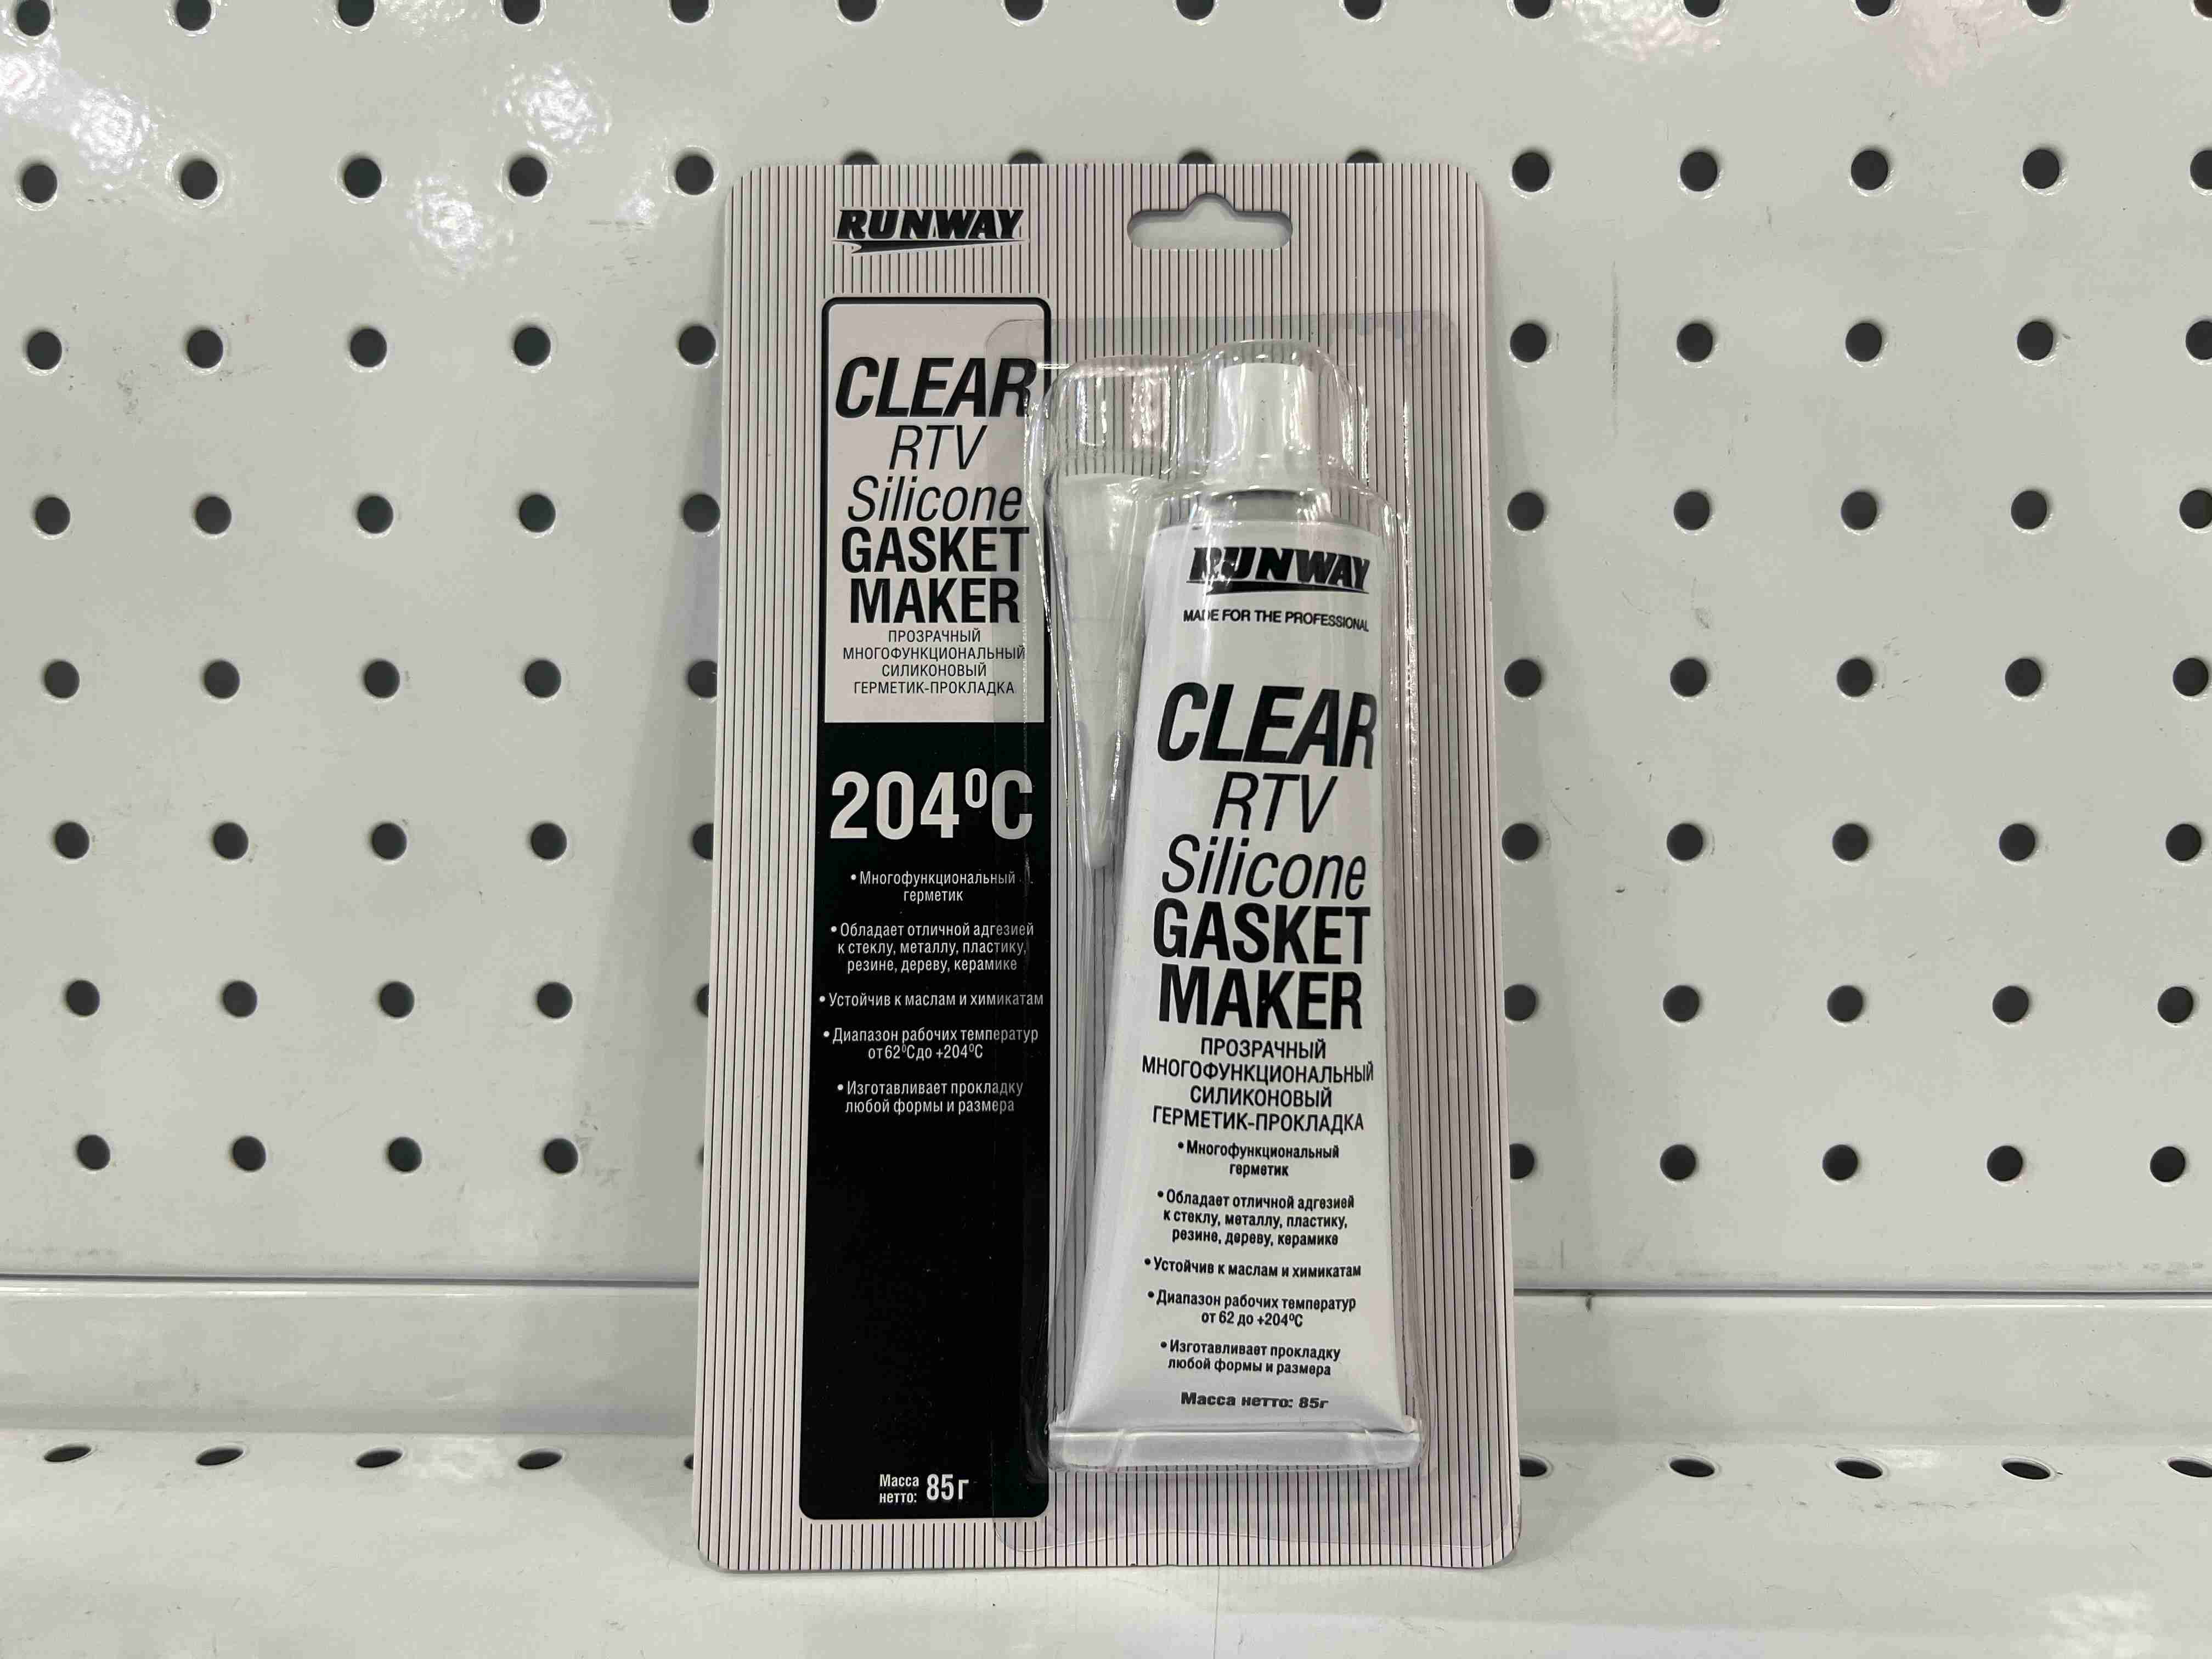 RUNWAY
CLEAR
RTV
Silicone
GASKET
MAKER
ПРОЗРАЧНЫЙ
МНОГОФУНКЦИОНАЛЬНЫЙ
СИЛИКОНОВЫЙ
ГЕРМЕТИК-ПРОКЛАДКА
204⁰C
• Многофункциональный
герметик
• Обладает отличной адгезией
к стеклу, металлу, пластику,
резине, дереву, керамике
• Устойчив к маслам и химикатам
• Диапазон рабочих температур
от 62⁰С до +204⁰С
• Изготавливает прокладку
любой формы и размера
Масса
нетто: 85г
RUNWAY
MADE FOR THE PROFESSIONAL
CLEAR
RTV
Silicone
GASKET
MAKER
ПРОЗРАЧНЫЙ
МНОГОФУНКЦИОНАЛЬНЫЙ
СИЛИКОНОВЫЙ
ГЕРМЕТИК-ПРОКЛАДКА
• Многофункциональный
герметик
• Обладает отличной адгезией
к стеклу, металлу, пластику,
резине, дереву, керамике
• Устойчив к маслам и химикатам
• Диапазон рабочих температур
от 62 до +204⁰С
• Изготавливает прокладку
любой формы и размера
Масса нетто: 85г